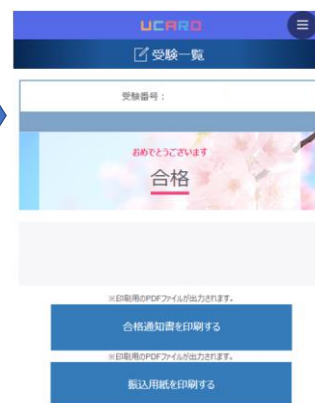 UCARO
受験一覧
受験番号：
おめでとうございます
合格
※印刷用のPDFファイルが出力されます。
合格通知書を印刷する
※印刷用のPDFファイルが出力されます。
振込用紙を印刷する